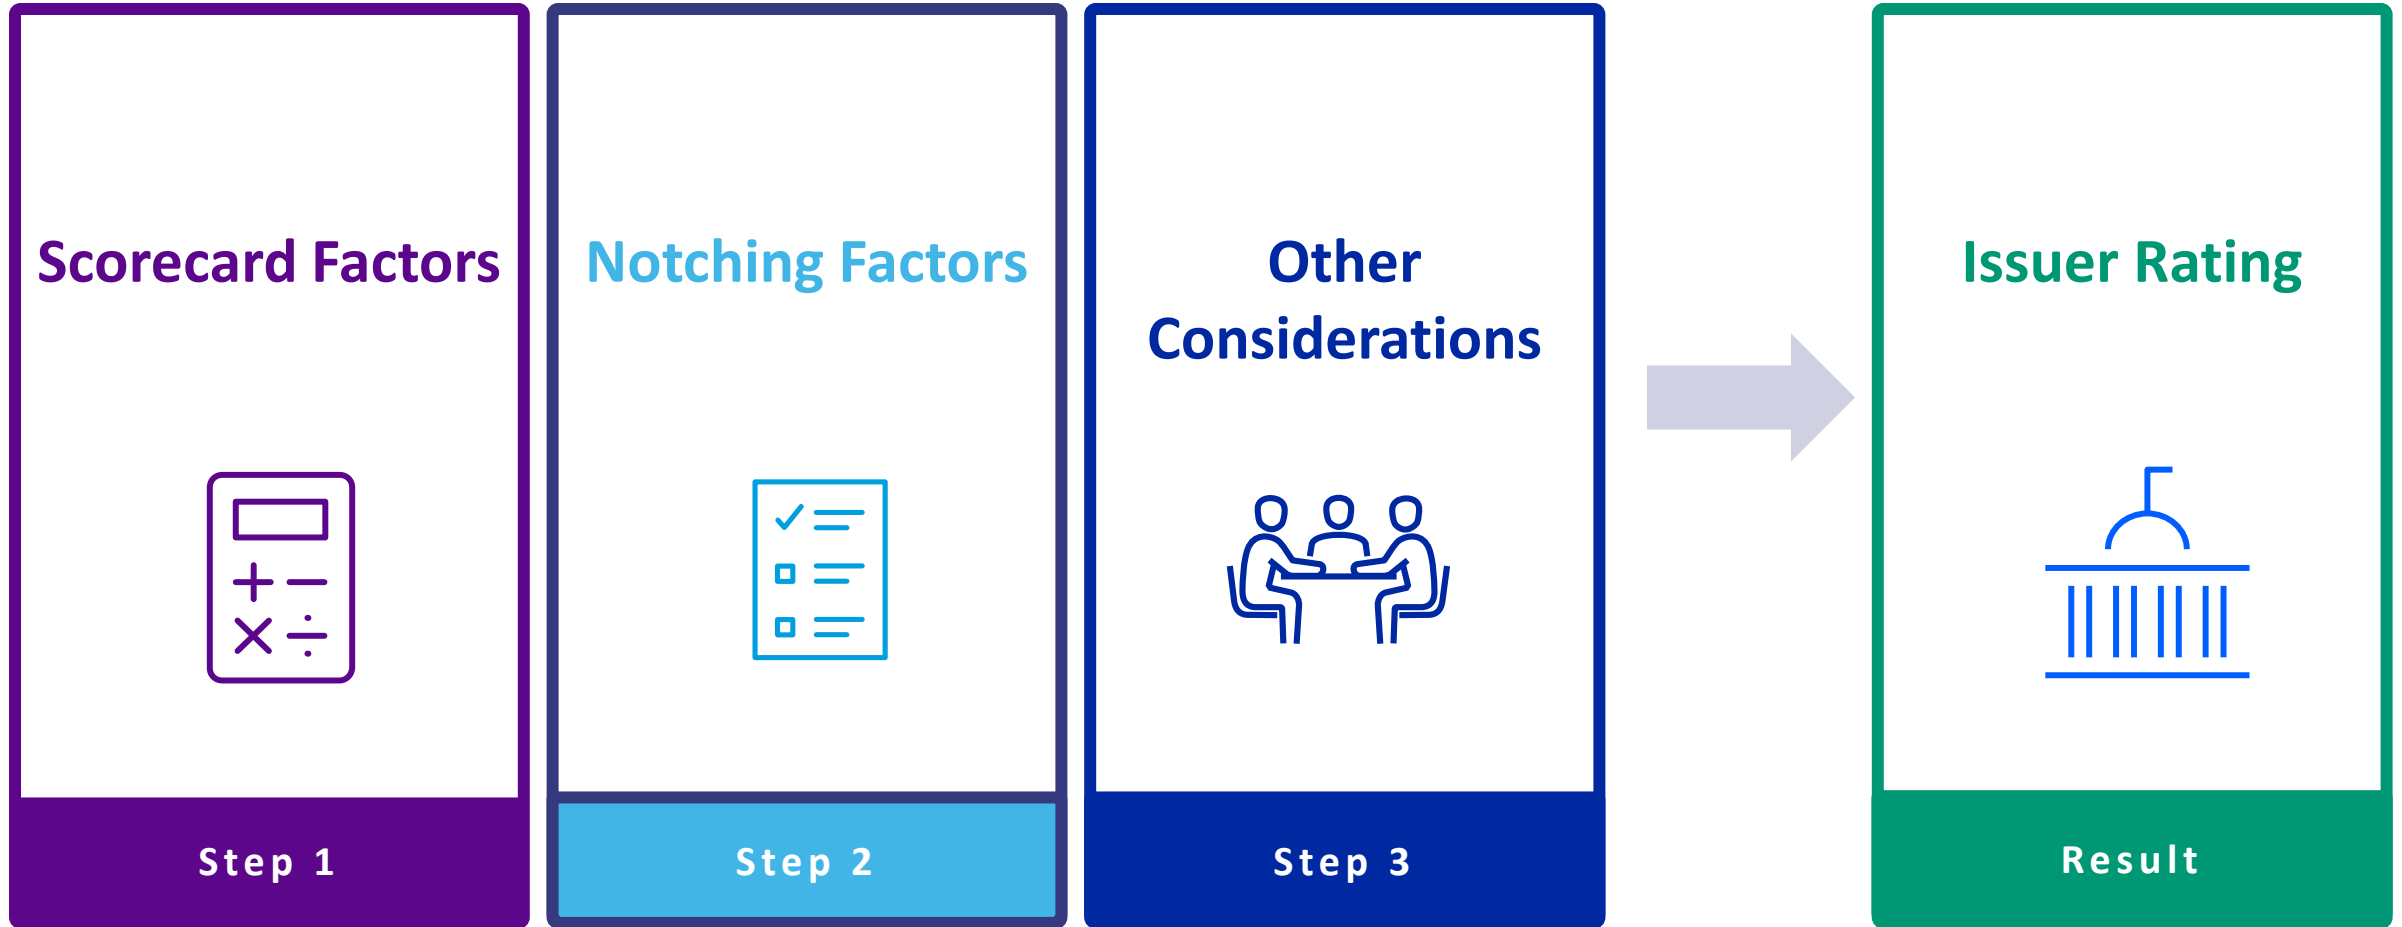 Scorecard Factors
Step 1
Notching Factors
Step 2
Other
Considerations
Step 3
Issuer Rating
Result